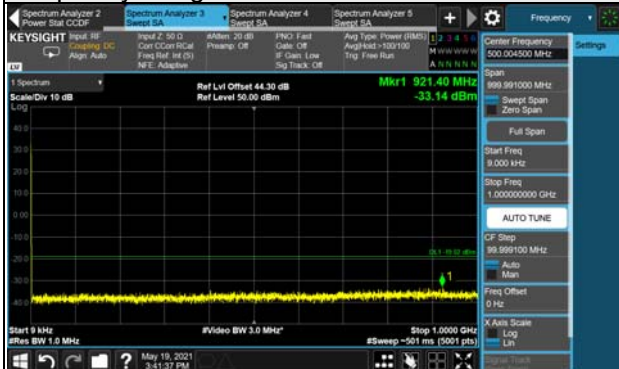 Spectrum Analyzer 2
Power Stat CCDF
Spectrum Analyzer 3
Swept SA
Spectrum Analyzer 4
Swept SA
Spectrum Analyzer 5
Swept SA
Frequency
KEYSIGHT
Input: RF
Coupling: DC
Align: Auto
Input Z: 50 Ω
Corr CCorr RCal
Freq Ref: Int (S)
NFE: Adaptive
#Atten: 20 dB
Preamp: Off
PNO: Fast
Gate: Off
IF Gain: Low
Sig Track: Off
Avg Type: Power (RMS)
Avg|Hold:>100/100
Trig: Free Run
1 2 3 4 5 6
M W W W W W
A N N N N N
LXI
1 Spectrum
Scale/Div 10 dB
Ref Lvl Offset 44.30 dB
Ref Level 50.00 dBm
Mkr1 921.40 MHz
-33.14 dBm
Log
40.0
30.0
20.0
10.0
0.00
-10.0
-20.0
-30.0
-40.0
1
Start 9 kHz
#Res BW 1.0 MHz
#Video BW 3.0 MHz*
Stop 1.0000 GHz
#Sweep ~501 ms (5001 pts)
May 19, 2021
3:41:37 PM
Center Frequency
500.004500 MHz
Settings
Span
999.991000 MHz
Swept Span
Zero Span
Full Span
Start Freq
9.000 kHz
Stop Freq
1.000000000 GHz
AUTO TUNE
CF Step
99.999100 MHz
Auto
Man
Freq Offset
0 Hz
X Axis Scale
Log
Lin
Signal Track